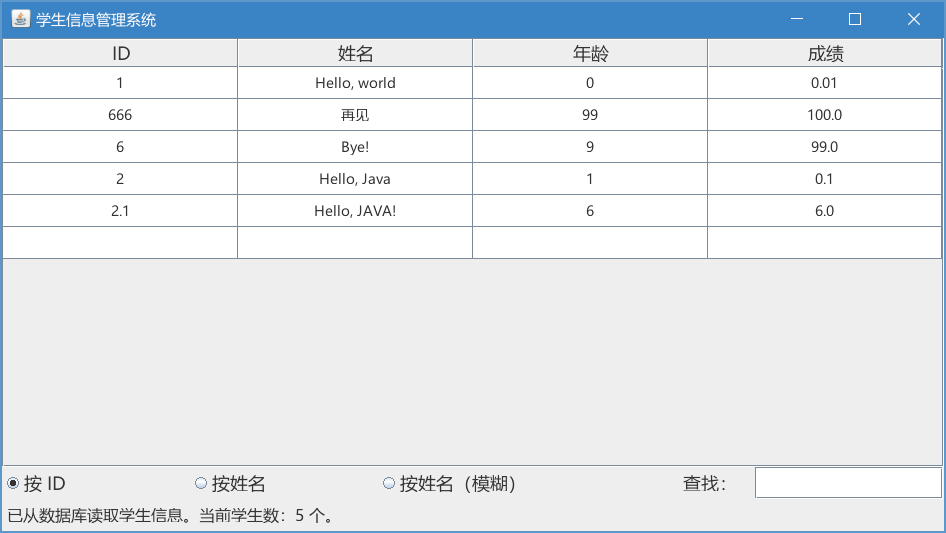 学生信息管理系统
ID 姓名 年龄 成绩
1 Hello, world 0 0.01
666 再见 99 100.0
6 Bye! 9 99.0
2 Hello, Java 1 0.1
2.1 Hello, JAVA! 6 6.0
按 ID 按姓名 按姓名（模糊） 查找：
已从数据库读取学生信息。当前学生数：5 个。